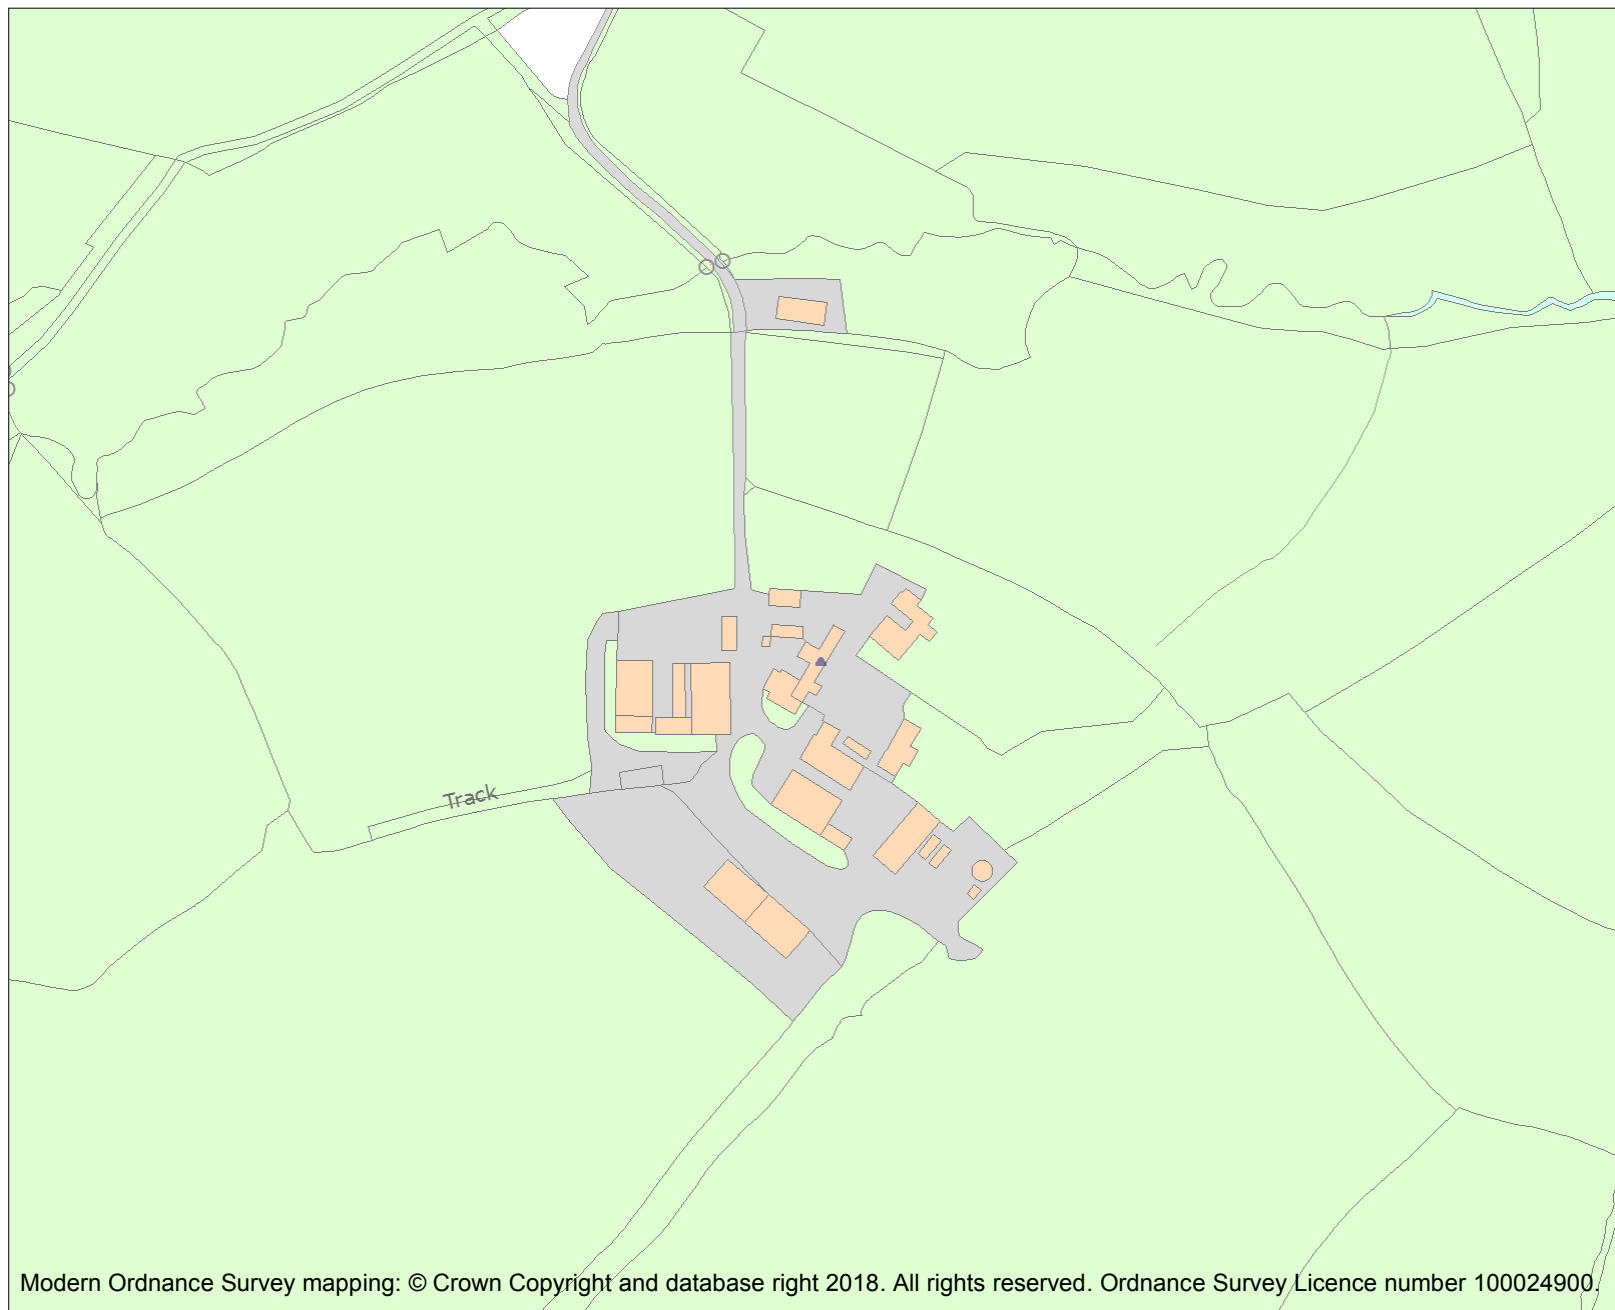 Track
Modern Ordnance Survey mapping: © Crown Copyright and database right 2018. All rights reserved. Ordnance Survey Licence number 100024900.